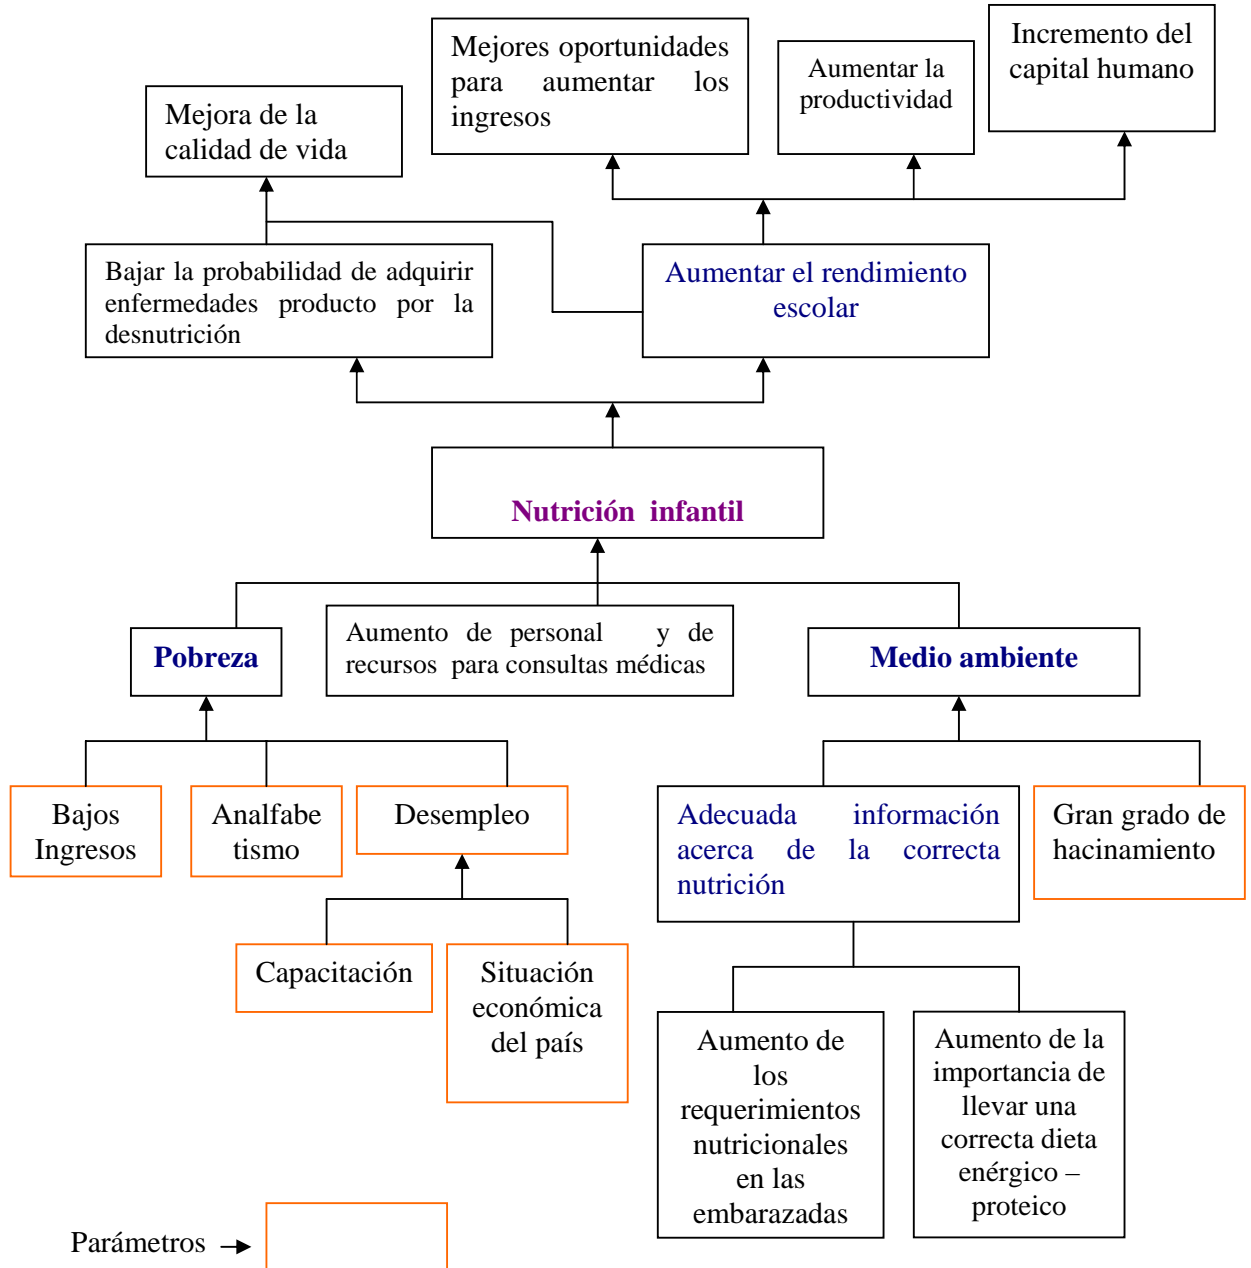 Mejores oportunidades
para aumentar los
ingresos
Aumentar la
productividad
Incremento del
capital humano
Mejora de la
calidad de vida
Bajar la probabilidad de adquirir
enfermedades producto por la
desnutrición
Aumentar el rendimiento
escolar
Nutrición infantil
Pobreza
Aumento de personal y de
recursos para consultas médicas
Medio ambiente
Bajos
Ingresos
Analfabe
tismo
Desempleo
Adecuada información
acerca de la correcta
nutrición
Gran grado de
hacinamiento
Capacitación
Situación
económica
del país
Aumento de
los
requerimientos
nutricionales
en las
embarazadas
Aumento de la
importancia de
llevar una
correcta dieta
enérgico –
proteico
Parámetros